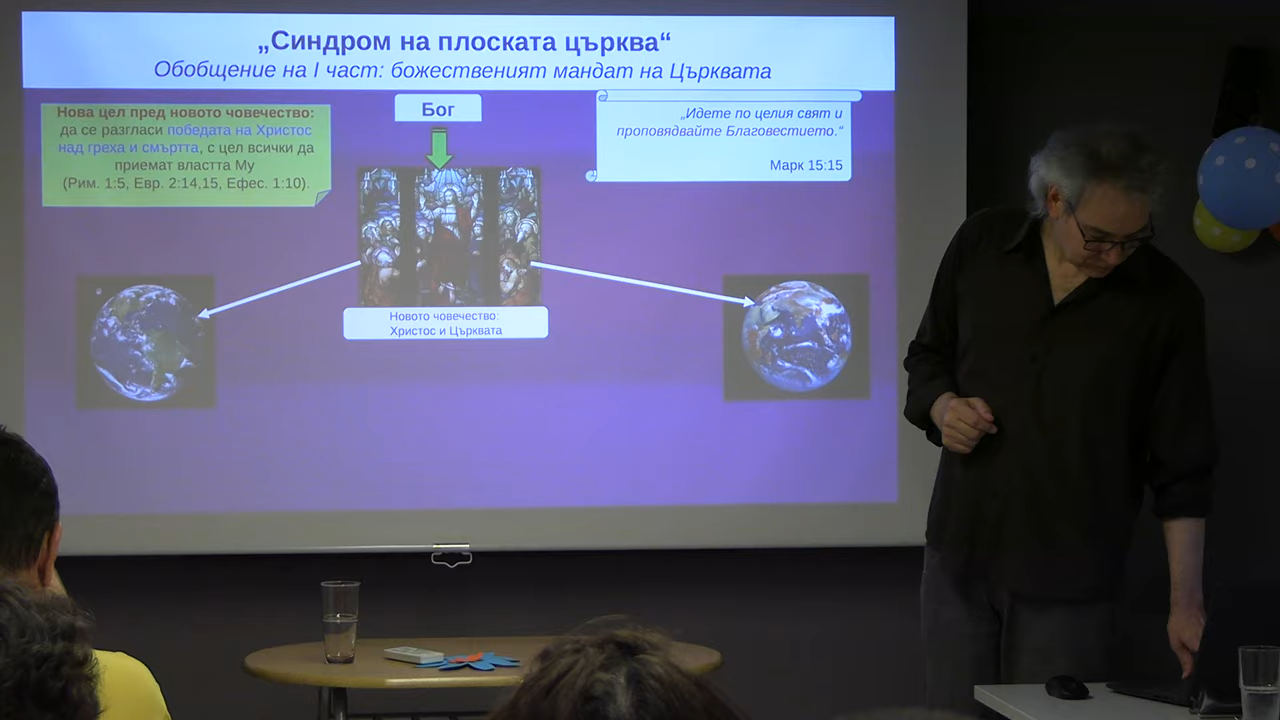 „Синдром на плоската църква“
Обобщение на I част: божественият мандат на Църквата
Нова цел пред новото човечество:
да се разгласи победата на Христос
над греха и смъртта, с цел всички да
приемат властта Му
(Рим. 1:5, Евр. 2:14,15, Ефес. 1:10).
Бог
„Идете по целия свят и
проповядвайте Благовестието.“
Марк 15:15
Новото човечество:
Христос и Църквата